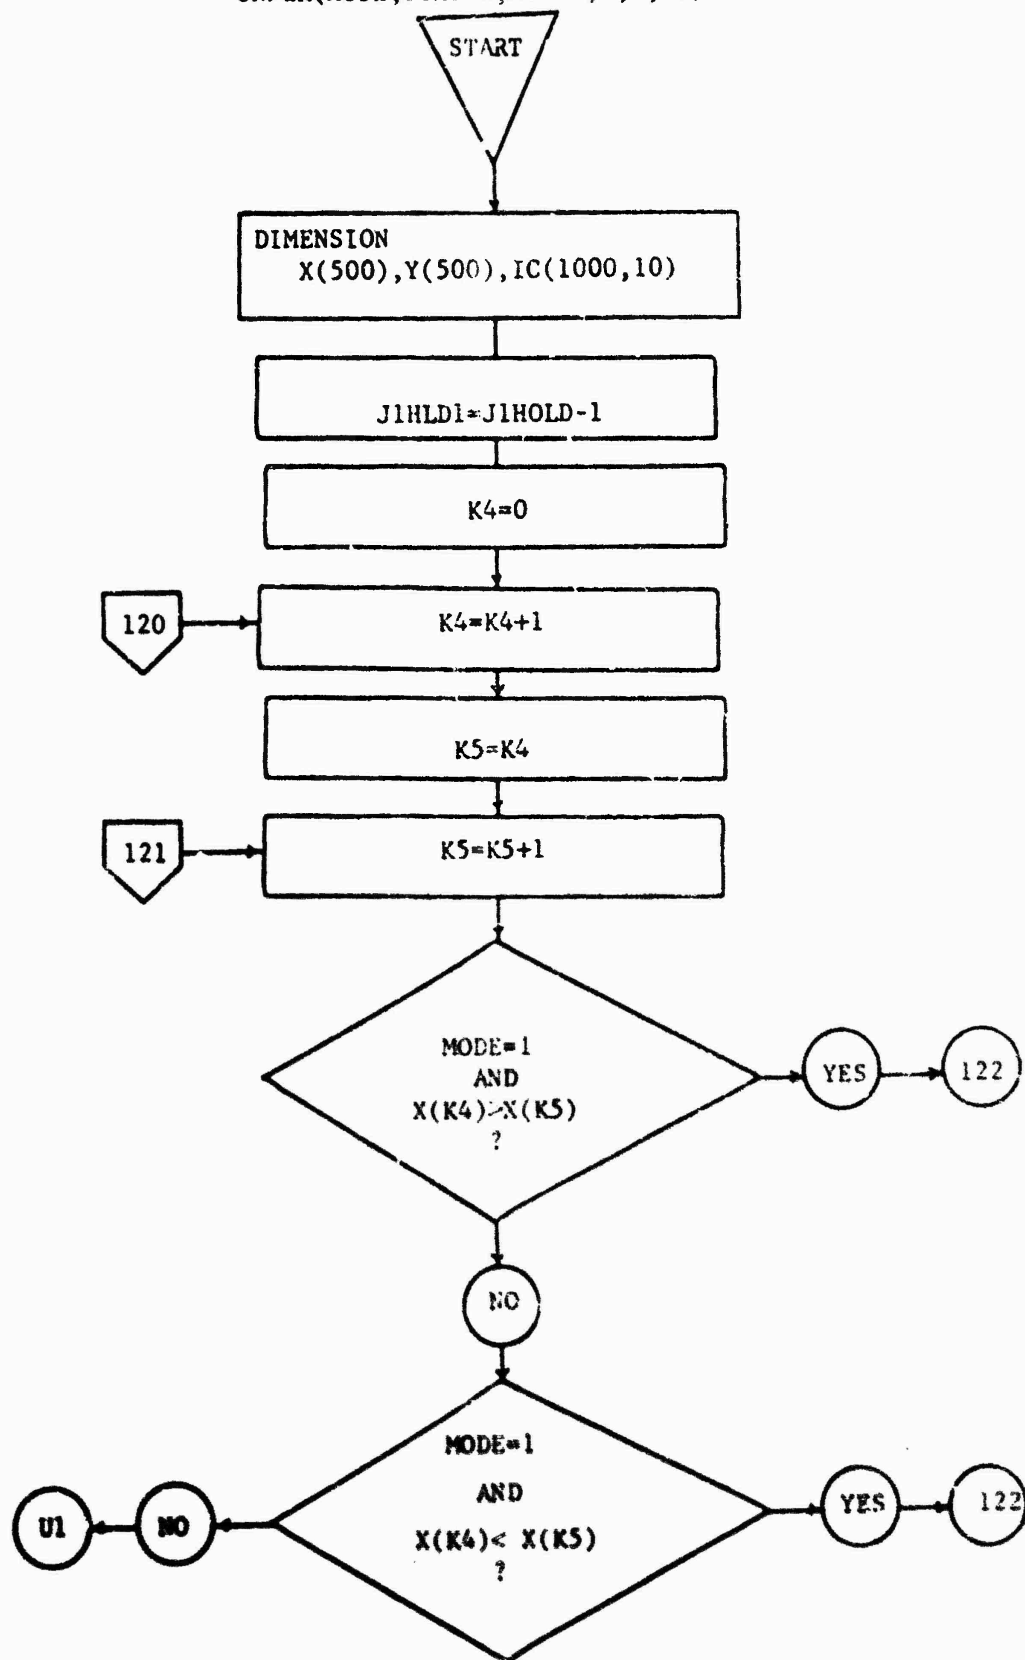 START
DIMENSION
X(500),Y(500),IC(1000,10)
J1HLD1=J1HOLD-1
K4=0
120
K4=K4+1
K5=K4
121
K5=K5+1
MODE=1
AND
X(K4)>X(K5)
?
YES
122
NO
MODE=1
AND
X(K4)< X(K5)
?
YES
122
NO
U1